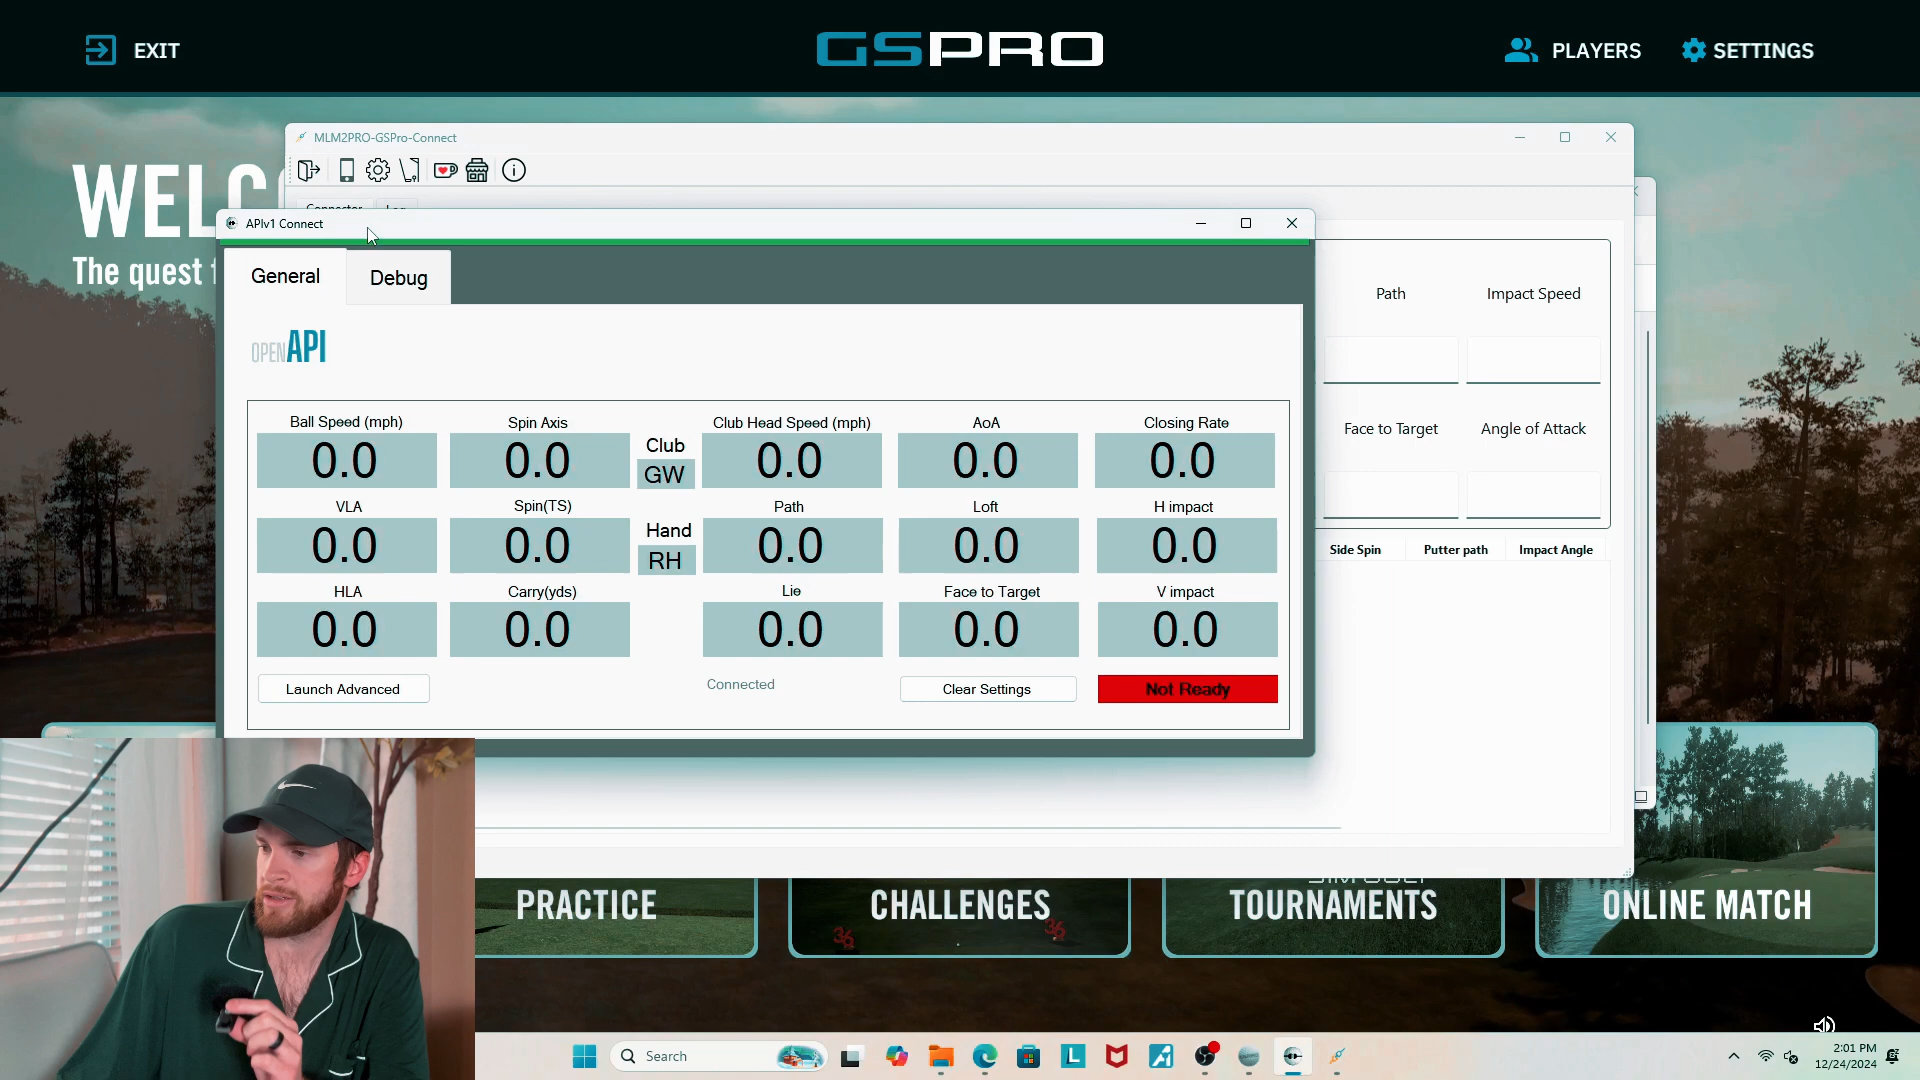 EXIT
GSPRO
PLAYERS
SETTINGS
WELC
The quest f
MLM2PRO-GSPro-Connect
APIv1 Connect
General
Debug
OPENAPI
Path
Impact Speed
Face to Target
Angle of Attack
Side Spin
Putter path
Impact Angle
Ball Speed (mph)
Spin Axis
Club Head Speed (mph)
AoA
Closing Rate
0.0
0.0
Club
GW
0.0
0.0
0.0
VLA
Spin(TS)
Path
Loft
H impact
0.0
0.0
Hand
RH
0.0
0.0
0.0
HLA
Carry(yds)
Lie
Face to Target
V impact
0.0
0.0
0.0
0.0
0.0
Launch Advanced
Connected
Clear Settings
Not Ready
PRACTICE
CHALLENGES
36
36
TOURNAMENTS
ONLINE MATCH
Search
L
2:01 PM
12/24/2024